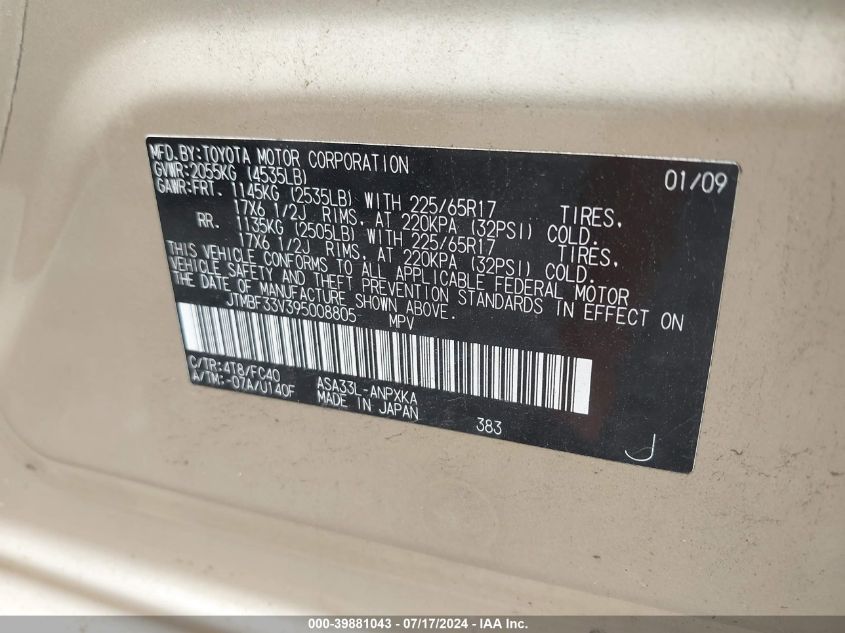 MFD.BY:TOYOTA MOTOR CORPORATION 01/09
GVWR:2055KG (4535LB)
GAWR:FRT. 1145KG (2535LB) WITH 225/65R17 TIRES,
17X6 1/2J RIMS, AT 220KPA (32PSI) COLD.
RR. 1135KG (2505LB) WITH 225/65R17 TIRES,
17X6 1/2J RIMS, AT 220KPA (32PSI) COLD.
THIS VEHICLE CONFORMS TO ALL APPLICABLE FEDERAL MOTOR
VEHICLE SAFETY AND THEFT PREVENTION STANDARDS IN EFFECT ON
THE DATE OF MANUFACTURE SHOWN ABOVE.
JTMBF33V395008805 MPV
C/TR:4T8/FC40 ASA33L-ANPXKA
A/TM:-07A/U140F MADE IN JAPAN
383
J
000-39881043 - 07/17/2024 - IAA Inc.